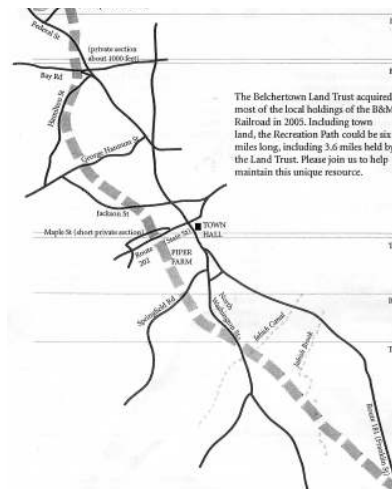 Federal St
(private section
about 1000 feet)
Bay Rd
Hamilton St
George Hannum St
Jackson St
Maple St (short private section)
State St)
Route
202
TOWN
HALL
PIPER
FARM
Springfield Rd
North
Washington St
Jabish Canal
Jabish Brook
Route 181 (Franklin St)
The Belchertown Land Trust acquired
most of the local holdings of the B&M
Railroad in 2005. Including town
land, the Recreation Path could be six
miles long, including 3.6 miles held by
the Land Trust. Please join us to help
maintain this unique resource.